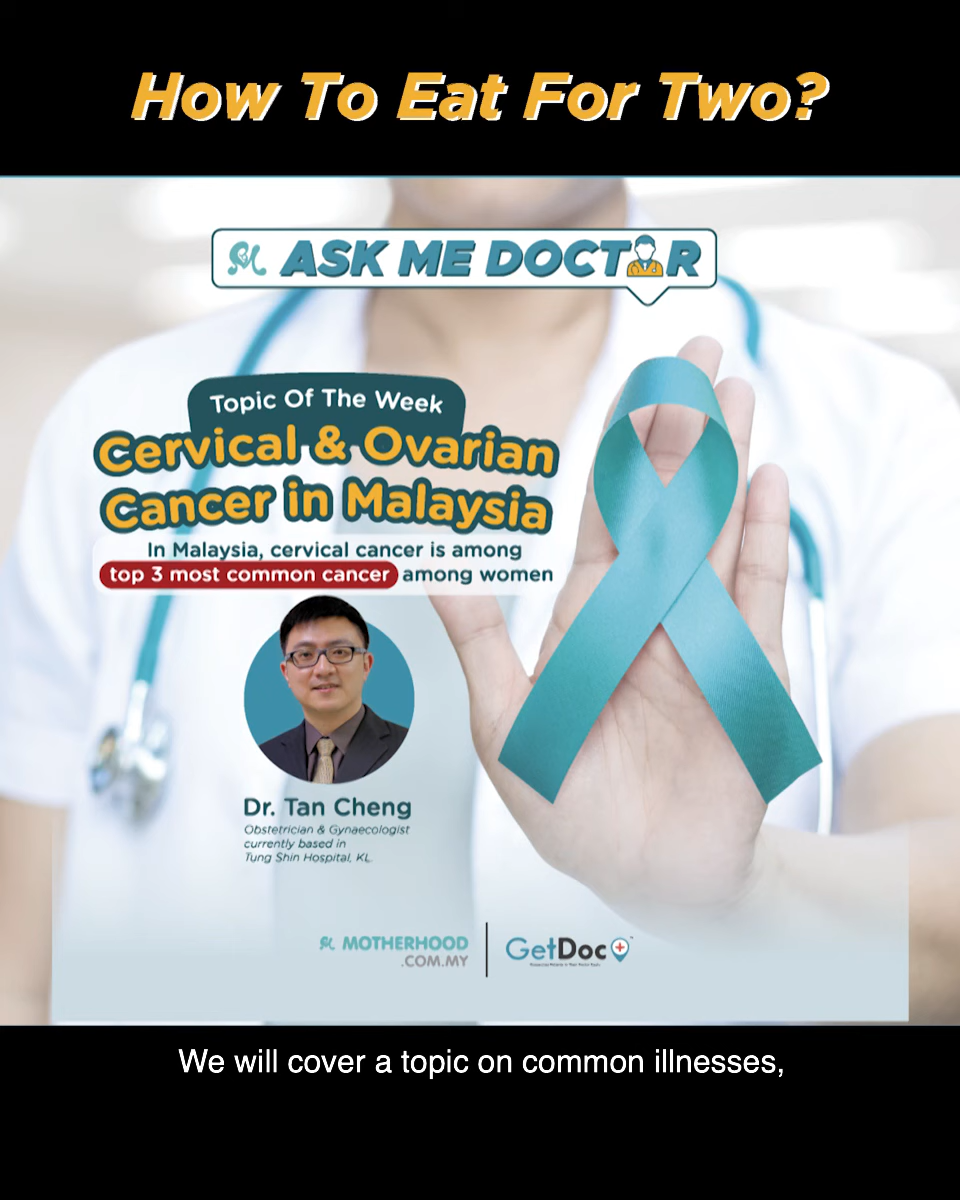 How To Eat For Two?
ASK ME DOCTOR
Topic Of The Week
Cervical & Ovarian
Cancer in Malaysia
In Malaysia, cervical cancer is among
top 3 most common cancer among women
Dr. Tan Cheng
Obstetrician & Gynaecologist
currently based in
Tung Shin Hospital, KL.
MOTHERHOOD
.COM.MY
GetDoc
We will cover a topic on common illnesses,